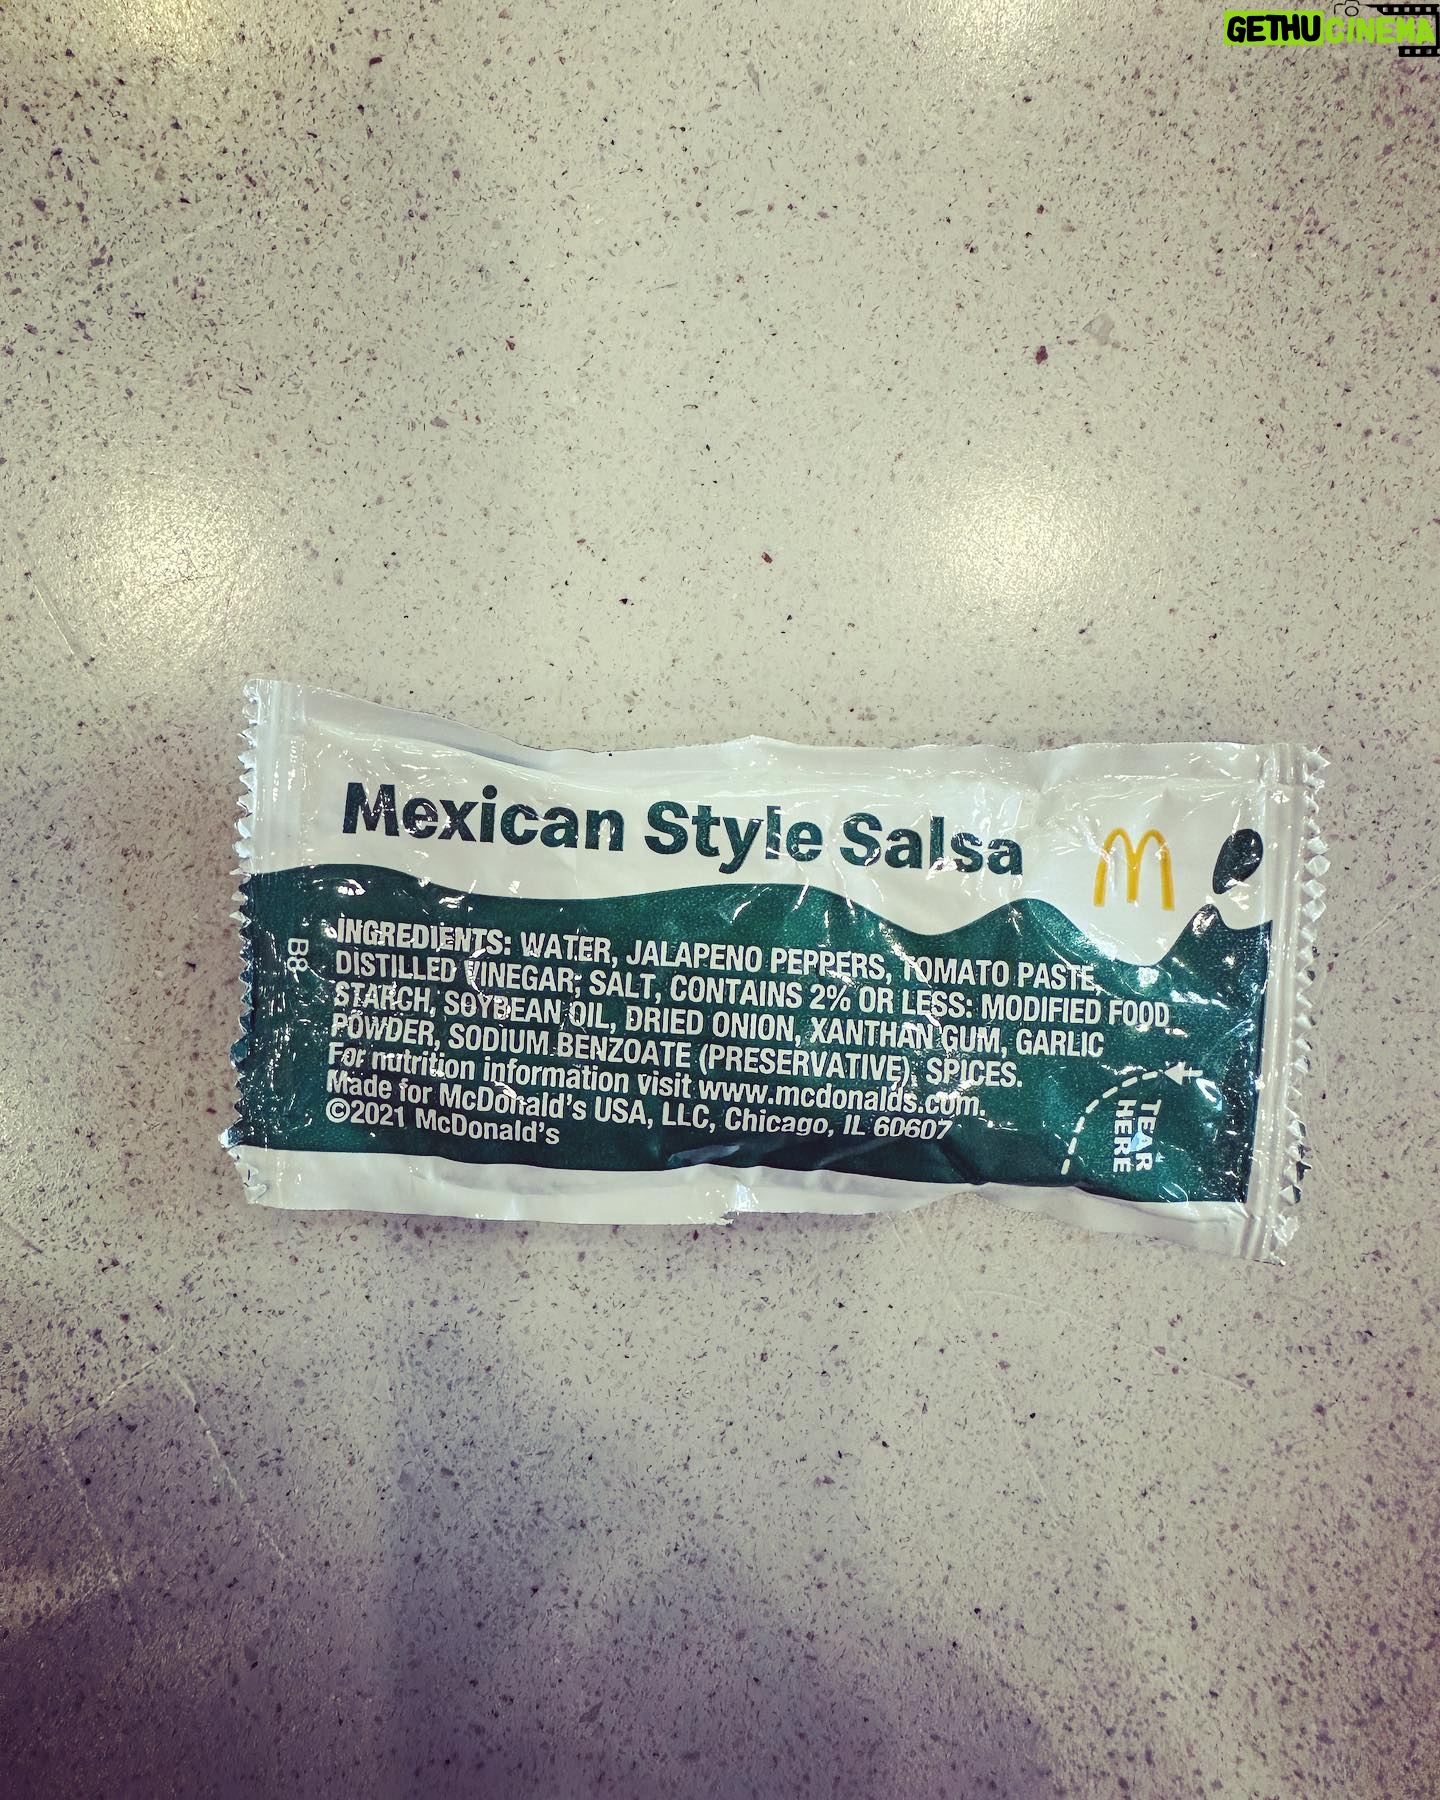 GETHUCINEMA
Mexican Style Salsa
B8
INGREDIENTS: WATER, JALAPENO PEPPERS, TOMATO PASTE,
DISTILLED VINEGAR; SALT, CONTAINS 2% OR LESS: MODIFIED FOOD
STARCH, SOYBEAN OIL, DRIED ONION, XANTHAN GUM, GARLIC
POWDER, SODIUM BENZOATE (PRESERVATIVE), SPICES.
For nutrition information visit www.mcdonalds.com.
Made for McDonald's USA, LLC, Chicago, IL 60607
©2021 McDonald's
TEAR
HERE